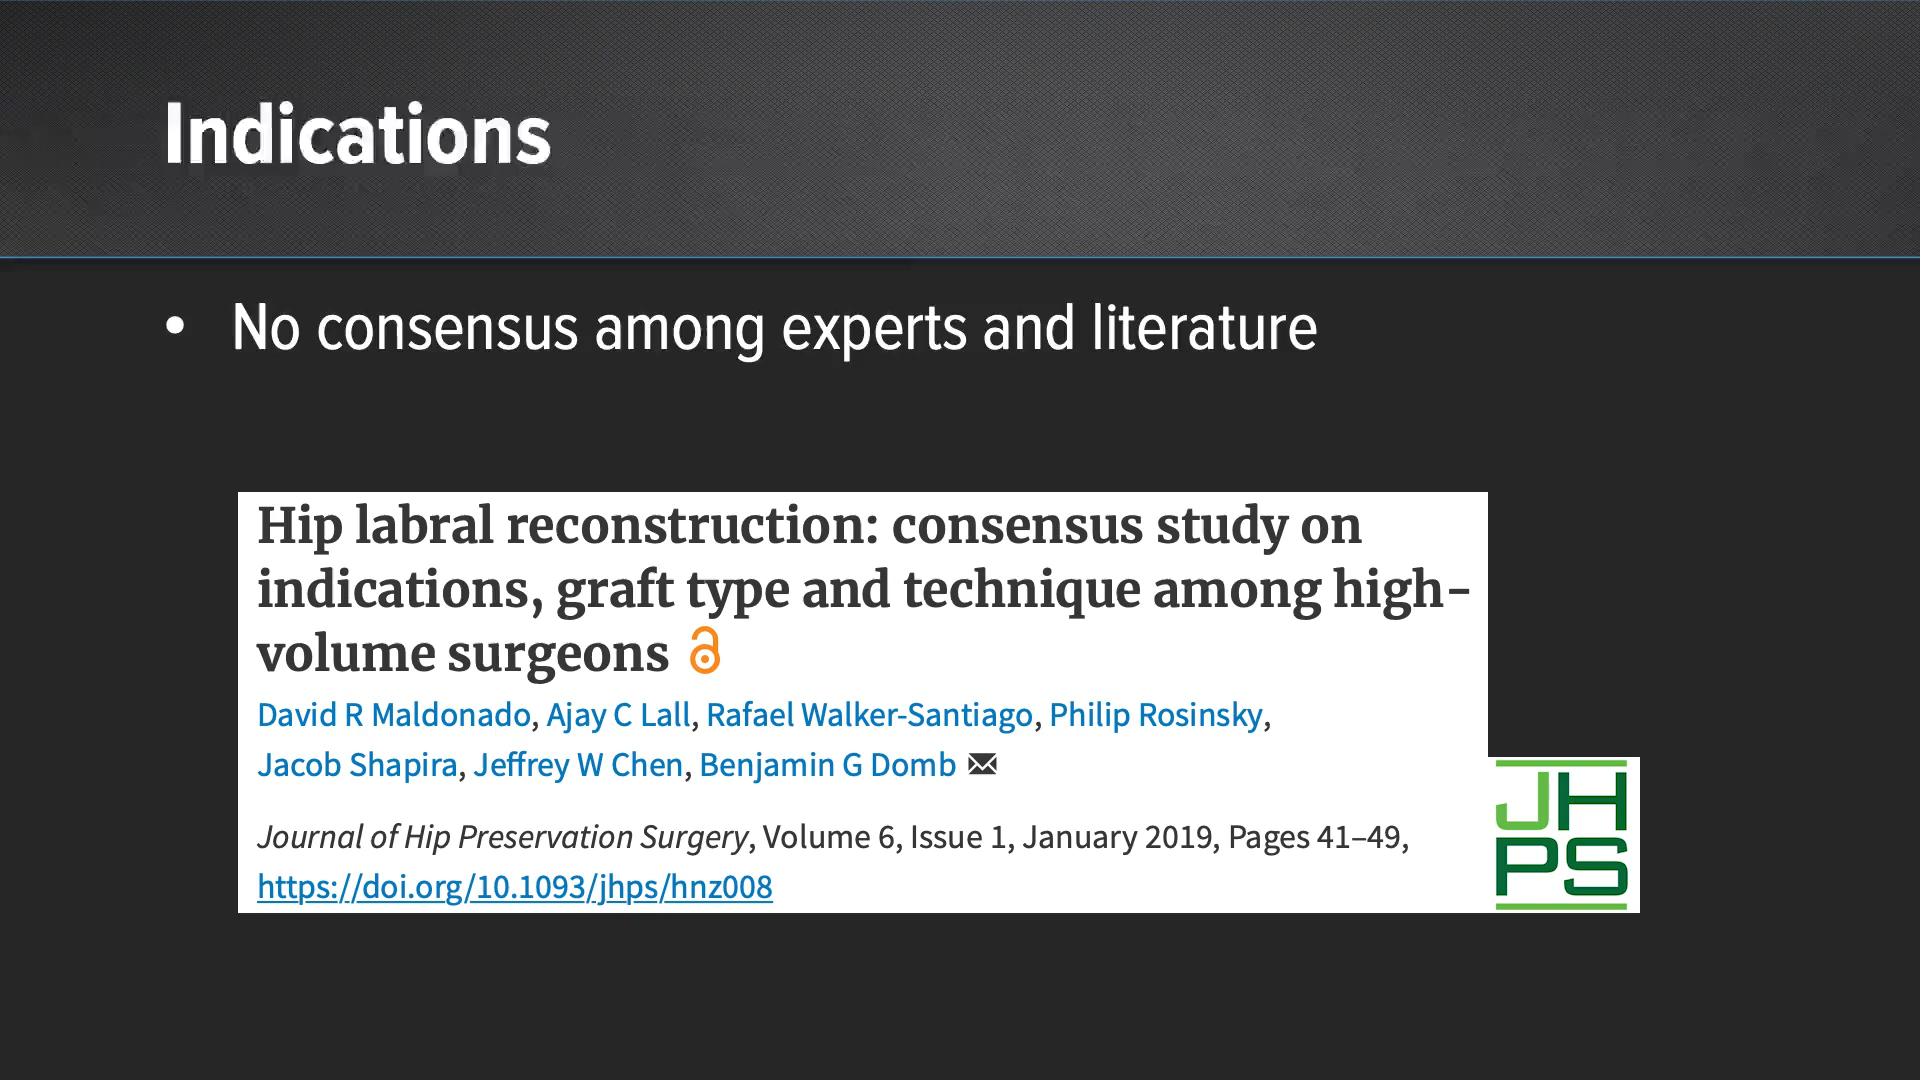 Indications
• No consensus among experts and literature
Hip labral reconstruction: consensus study on
indications, graft type and technique among high-
volume surgeons
David R Maldonado, Ajay C Lall, Rafael Walker-Santiago, Philip Rosinsky,
Jacob Shapira, Jeffrey W Chen, Benjamin G Domb
Journal of Hip Preservation Surgery, Volume 6, Issue 1, January 2019, Pages 41–49,
https://doi.org/10.1093/jhps/hnz008
JH
PS